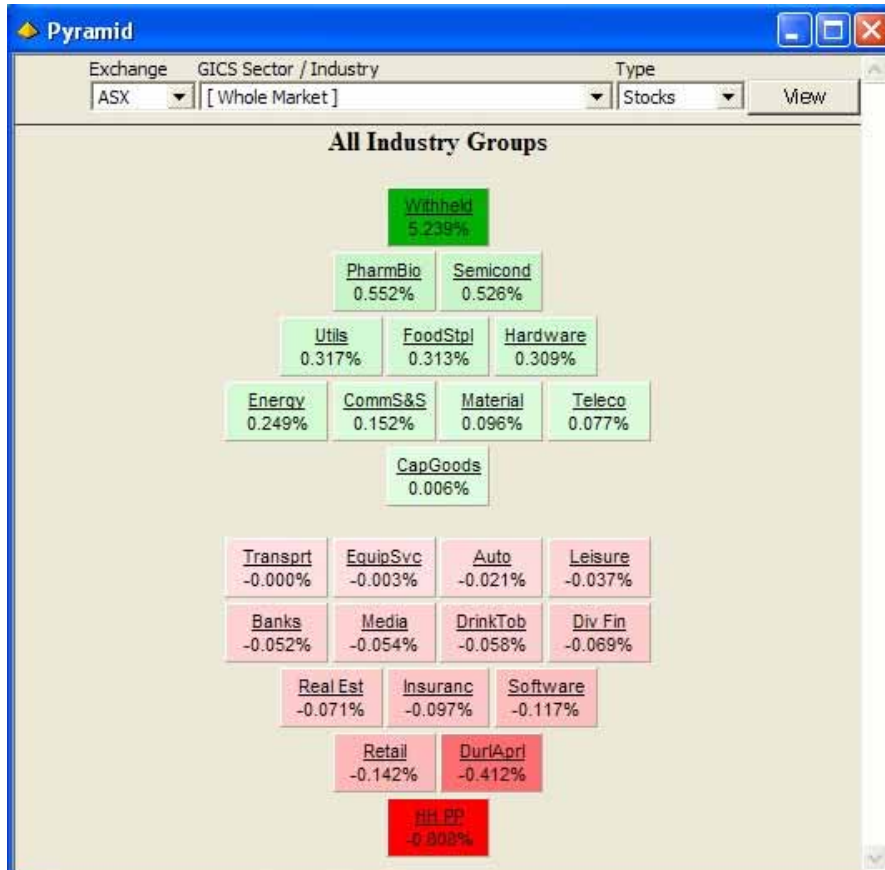 Pyramid
Exchange GICS Sector / Industry Type
ASX [ Whole Market ] Stocks View
All Industry Groups
Withheld
5.239%
PharmBio Semicond
0.552% 0.526%
Utils FoodStpl Hardware
0.317% 0.313% 0.309%
Energy CommS&S Material Teleco
0.249% 0.152% 0.096% 0.077%
CapGoods
0.006%
Transprt EquipSvc Auto Leisure
-0.000% -0.003% -0.021% -0.037%
Banks Media DrinkTob Div Fin
-0.052% -0.054% -0.058% -0.069%
Real Est Insuranc Software
-0.071% -0.097% -0.117%
Retail DurlAprl
-0.142% -0.412%
HH PP
-0.808%